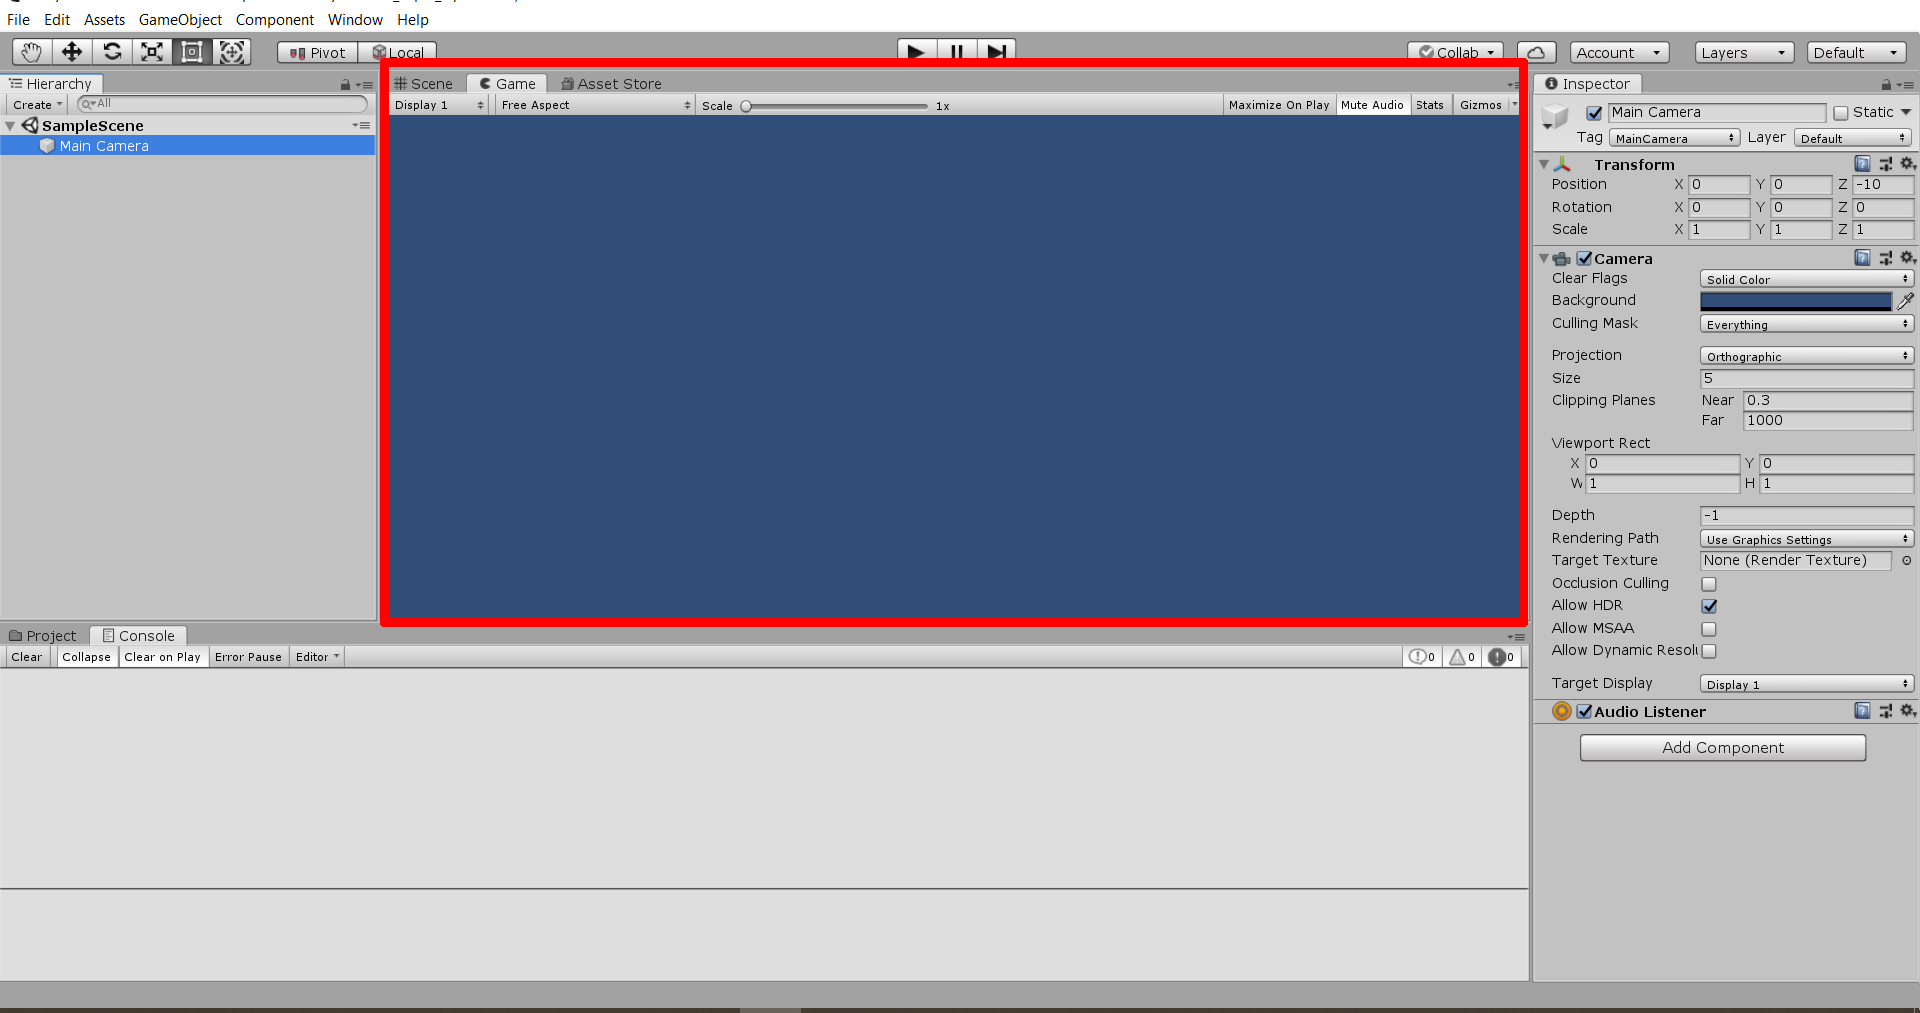 File Edit Assets GameObject Component Window Help
Pivot Local Collab Account Layers Default
Hierarchy
Create All
SampleScene
Main Camera
Scene Game Asset Store
Display 1 Free Aspect Scale 1x Maximize On Play Mute Audio Stats Gizmos
Project Console
Clear Collapse Clear on Play Error Pause Editor 0 0 0
Inspector
Main Camera Static
Tag MainCamera Layer Default
Transform
Position X 0 Y 0 Z -10
Rotation X 0 Y 0 Z 0
Scale X 1 Y 1 Z 1
Camera
Clear Flags Solid Color
Background
Culling Mask Everything
Projection Orthographic
Size 5
Clipping Planes Near 0.3
Far 1000
Viewport Rect
X 0 Y 0
W 1 H 1
Depth -1
Rendering Path Use Graphics Settings
Target Texture None (Render Texture)
Occlusion Culling
Allow HDR
Allow MSAA
Allow Dynamic Resol
Target Display Display 1
Audio Listener
Add Component